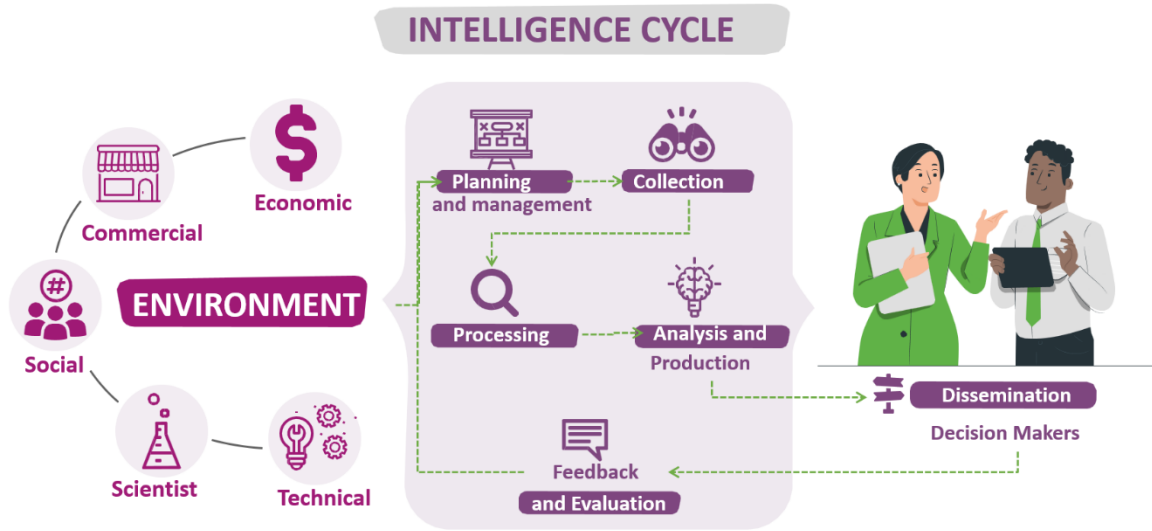 INTELLIGENCE CYCLE
Economic
Commercial
ENVIRONMENT
Social
#
Scientist
Technical
Planning
and management
Collection
Processing
Analysis and
Production
Dissemination
Decision Makers
Feedback
and Evaluation